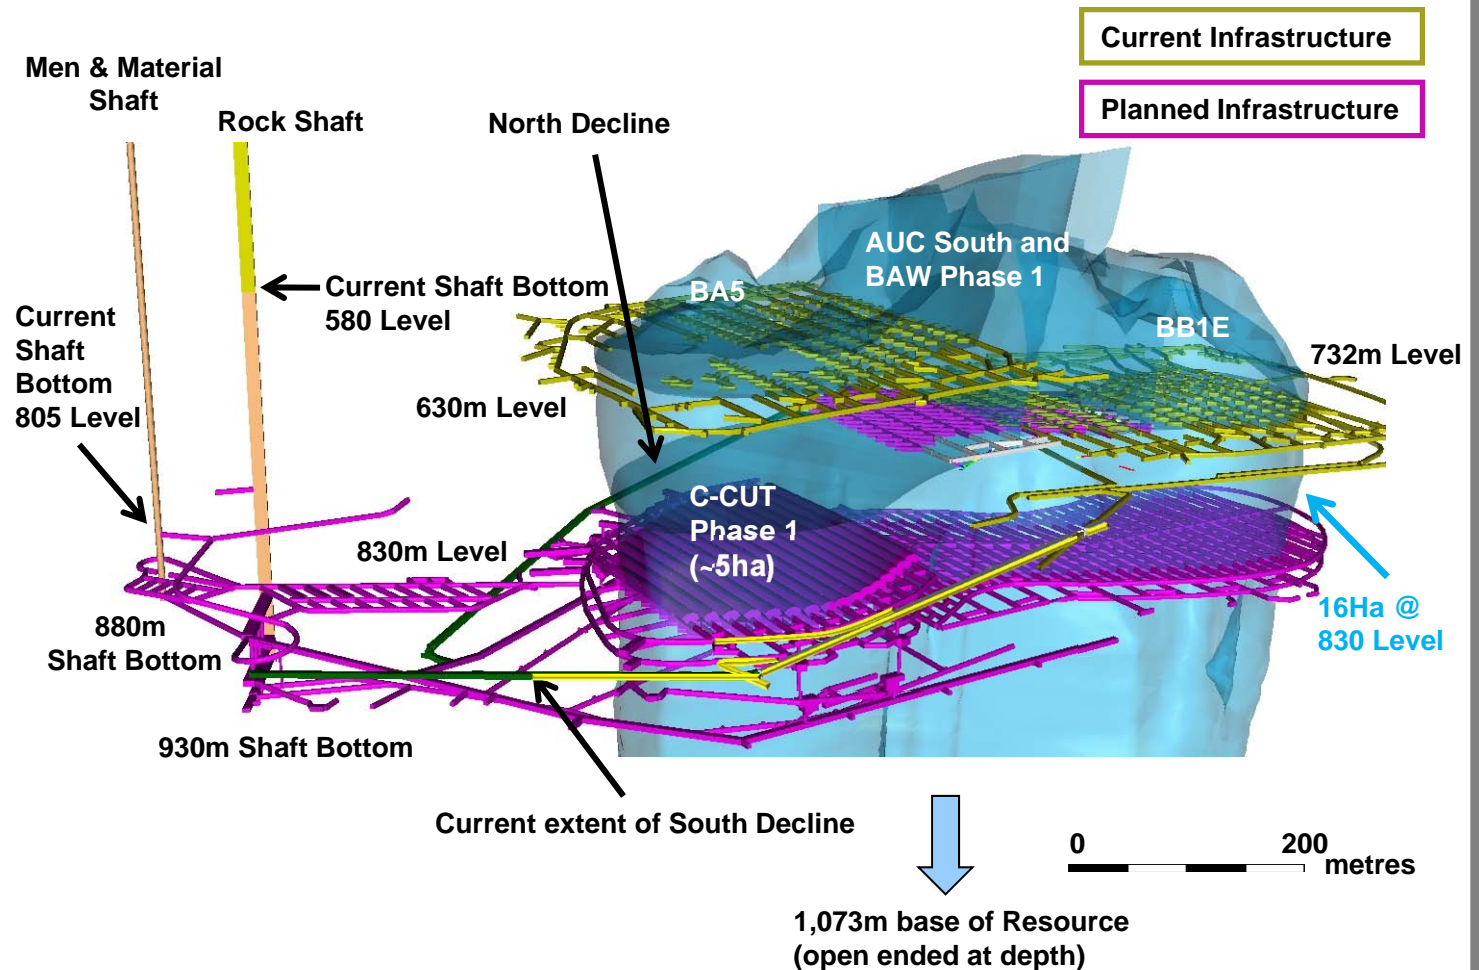 Current Infrastructure
Planned Infrastructure
Men & Material
Shaft
Rock Shaft
North Decline
AUC South and
BAW Phase 1
BA5
BB1E
Current Shaft Bottom
580 Level
Current
Shaft
Bottom
805 Level
732m Level
630m Level
C-CUT
Phase 1
(~5ha)
830m Level
16Ha @
830 Level
880m
Shaft Bottom
930m Shaft Bottom
Current extent of South Decline
0 200
metres
1,073m base of Resource
(open ended at depth)